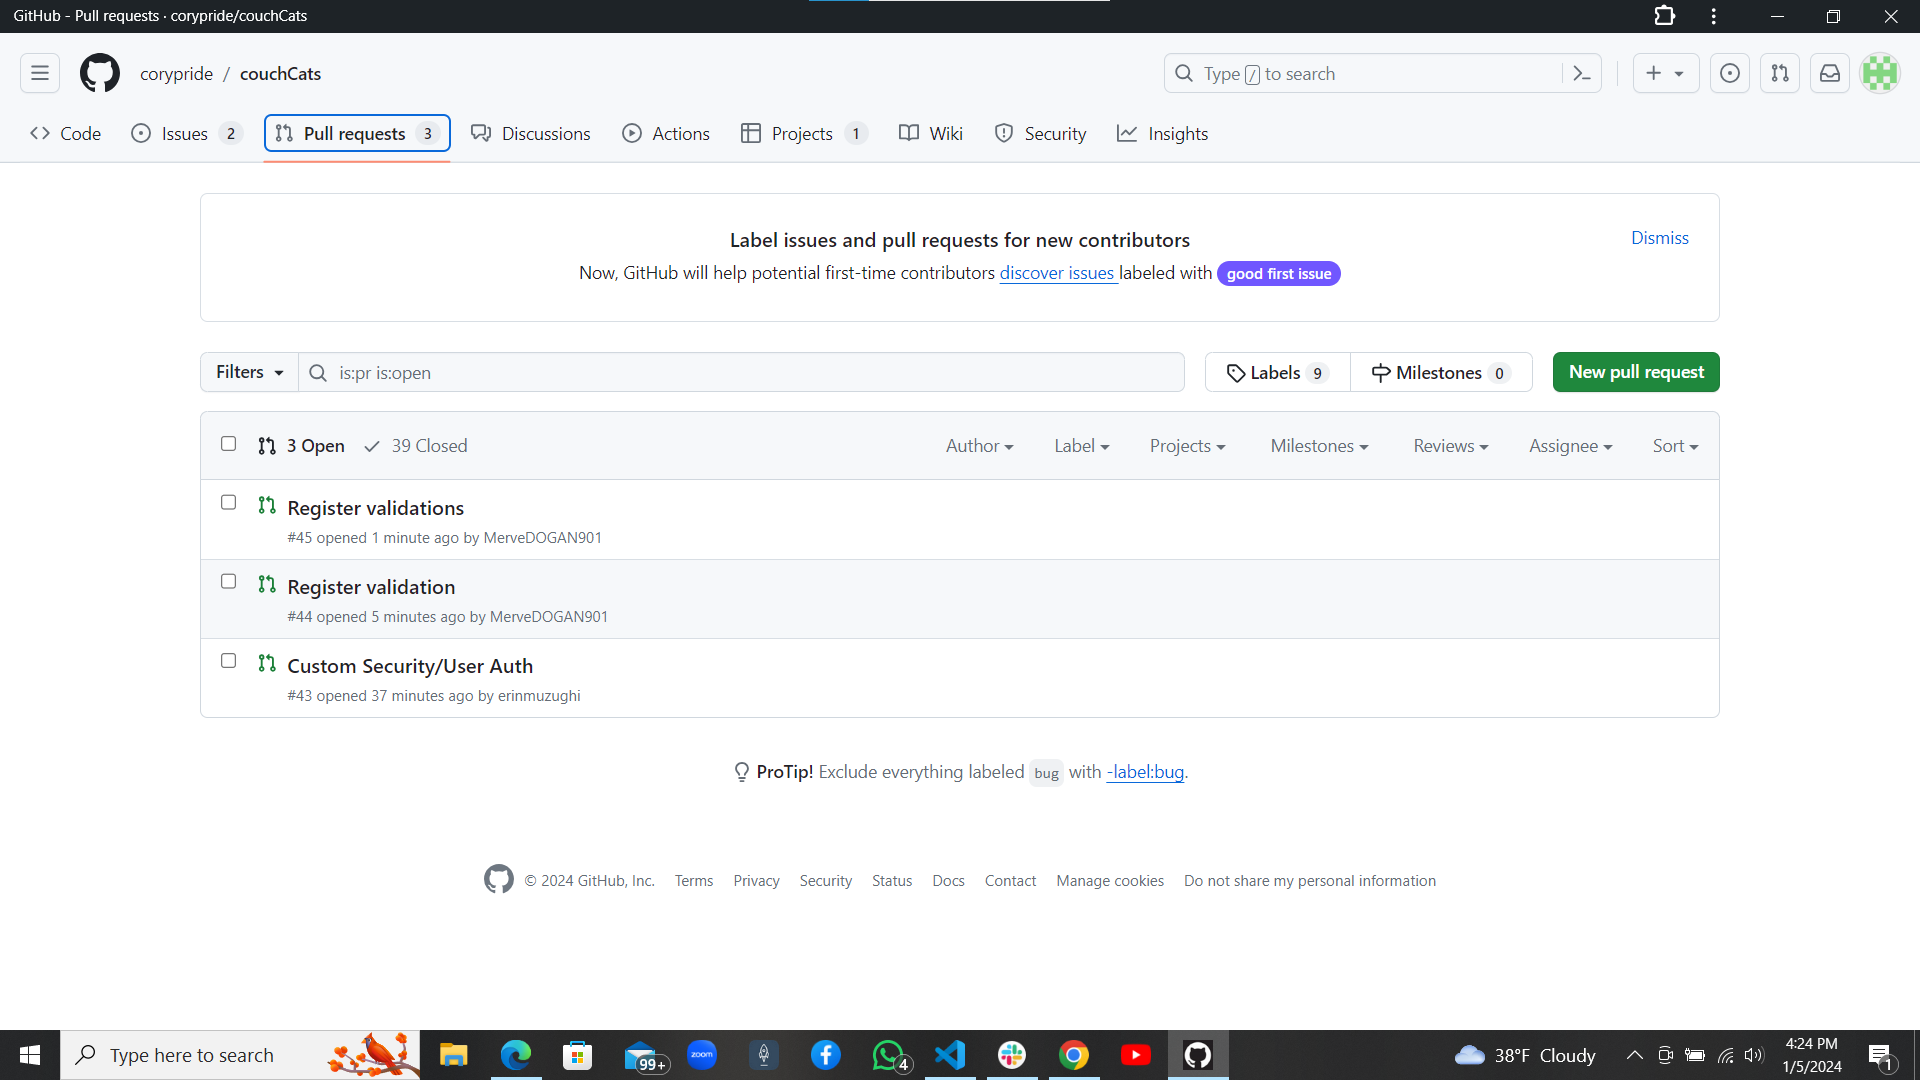 GitHub - Pull requests · corypride/couchCats
corypride / couchCats
Type / to search
Code
Issues 2
Pull requests 3
Discussions
Actions
Projects 1
Wiki
Security
Insights
Label issues and pull requests for new contributors
Dismiss
Now, GitHub will help potential first-time contributors discover issues labeled with good first issue
Filters
is:pr is:open
Labels 9
Milestones 0
New pull request
3 Open
39 Closed
Author
Label
Projects
Milestones
Reviews
Assignee
Sort
Register validations
#45 opened 1 minute ago by MerveDOGAN901
Register validation
#44 opened 5 minutes ago by MerveDOGAN901
Custom Security/User Auth
#43 opened 37 minutes ago by erinmuzughi
ProTip! Exclude everything labeled bug with -label:bug.
© 2024 GitHub, Inc.
Terms
Privacy
Security
Status
Docs
Contact
Manage cookies
Do not share my personal information
Type here to search
99+
zoom
4
38°F Cloudy
4:24 PM
1/5/2024
1